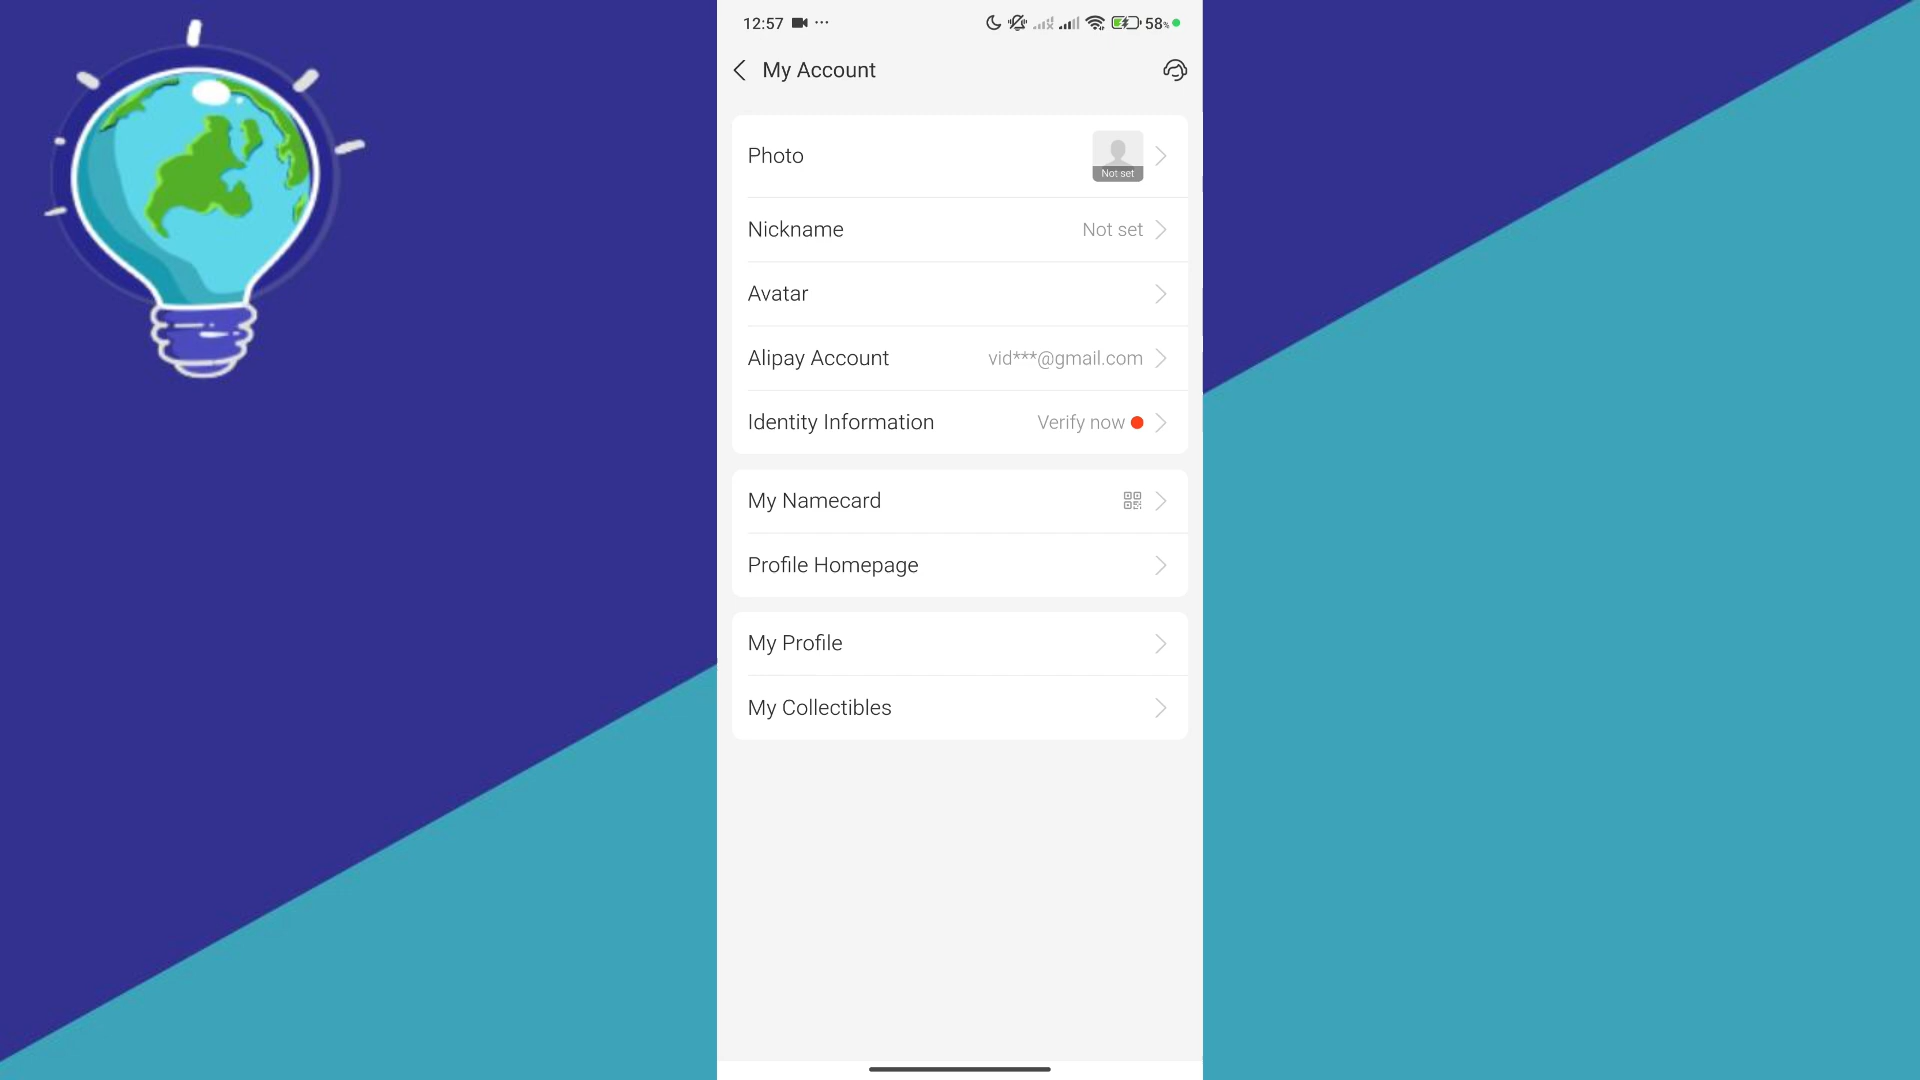 12:57 ··· 58%
My Account
Photo
Not set
Nickname Not set
Avatar
Alipay Account vid***@gmail.com
Identity Information Verify now
My Namecard
Profile Homepage
My Profile
My Collectibles